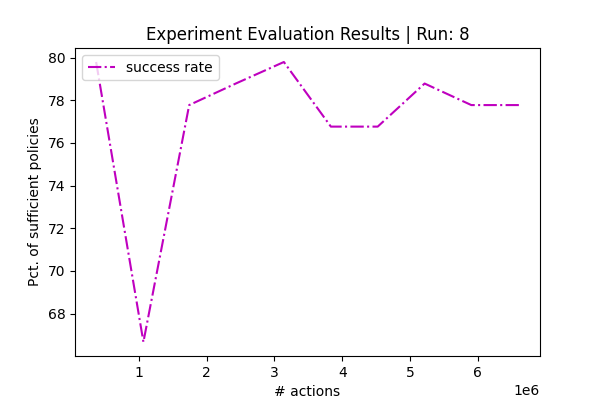 Experiment Evaluation Results | Run: 8
success rate
Pct. of sufficient policies
80
78
76
74
72
70
68
1 2 3 4 5 6
1e6
# actions